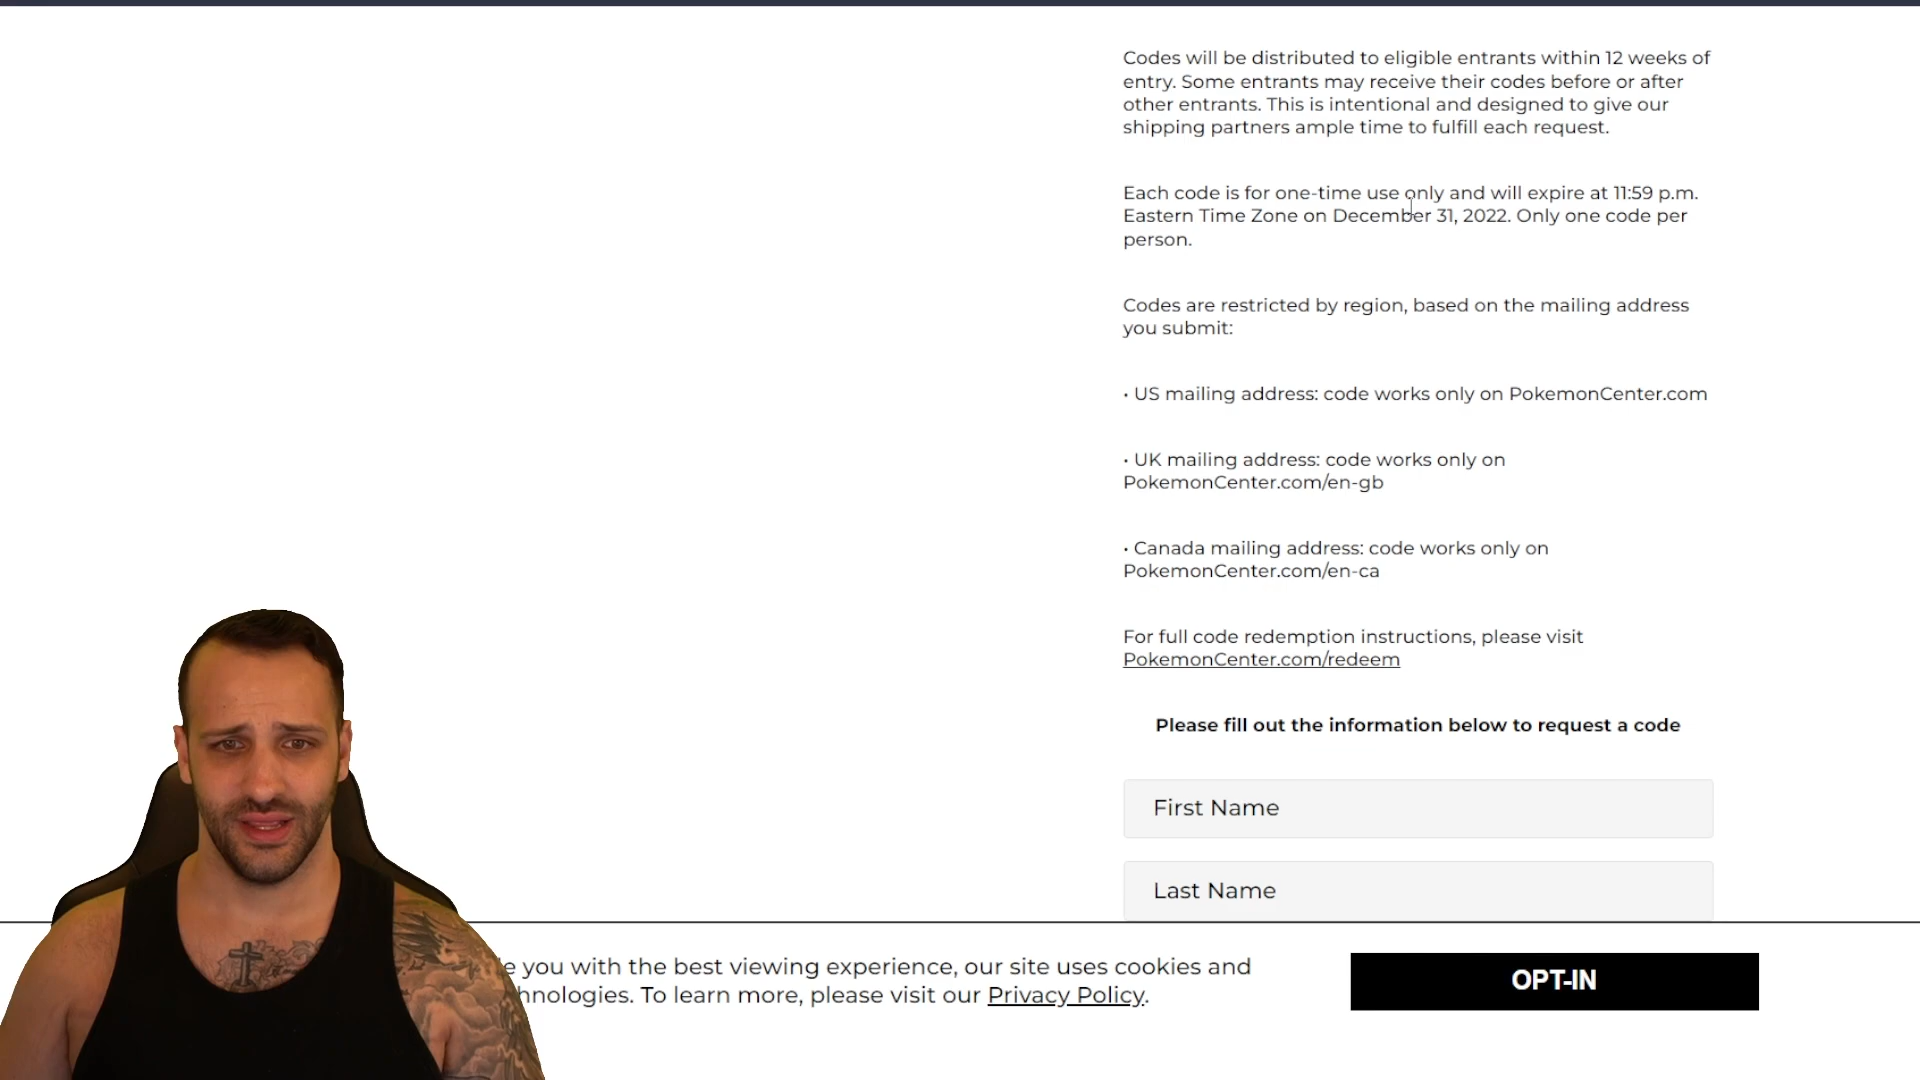 Codes will be distributed to eligible entrants within 12 weeks of
entry. Some entrants may receive their codes before or after
other entrants. This is intentional and designed to give our
shipping partners ample time to fulfill each request.
Each code is for one-time use only and will expire at 11:59 p.m.
Eastern Time Zone on December 31, 2022. Only one code per
person.
Codes are restricted by region, based on the mailing address
you submit:
• US mailing address: code works only on PokemonCenter.com
• UK mailing address: code works only on
PokemonCenter.com/en-gb
• Canada mailing address: code works only on
PokemonCenter.com/en-ca
For full code redemption instructions, please visit
PokemonCenter.com/redeem
Please fill out the information below to request a code
First Name
Last Name
you with the best viewing experience, our site uses cookies and
To learn more, please visit our Privacy Policy.
OPT-IN